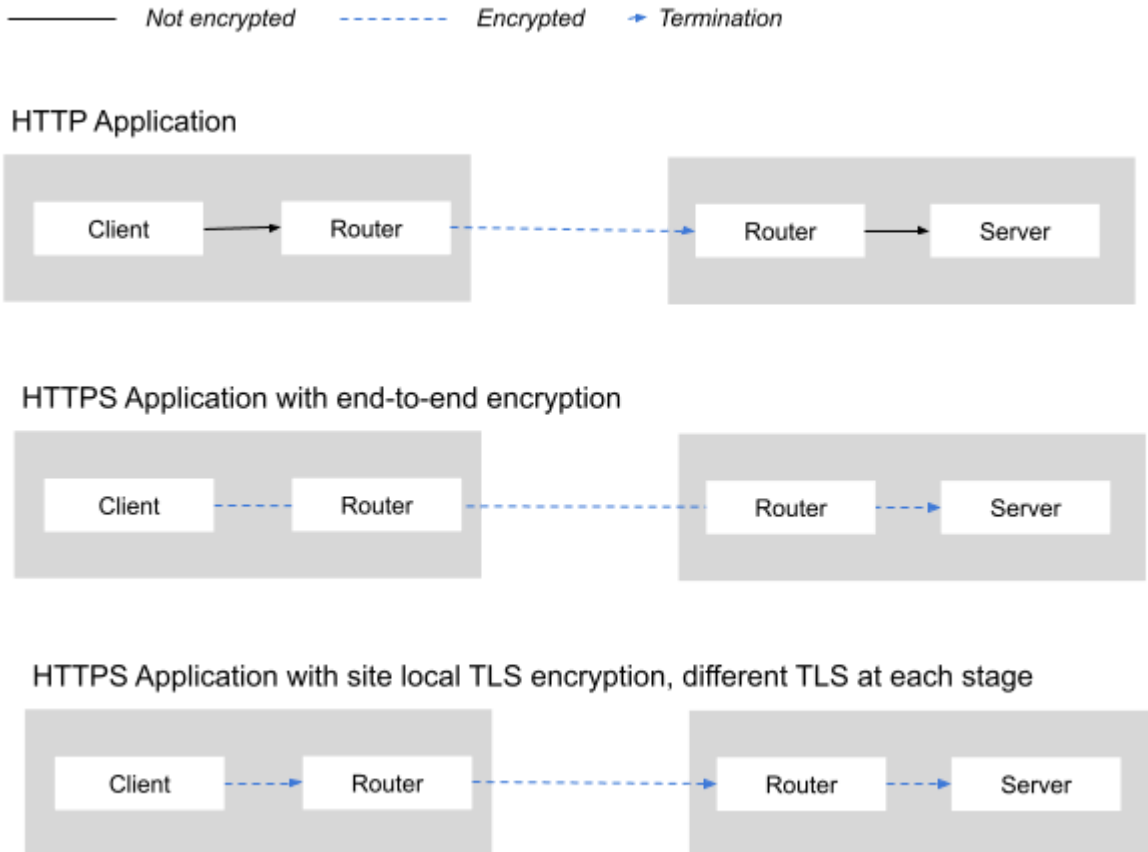 Not encrypted Encrypted Termination
HTTP Application
Client Router Router Server
HTTPS Application with end-to-end encryption
Client Router Router Server
HTTPS Application with site local TLS encryption, different TLS at each stage
Client Router Router Server